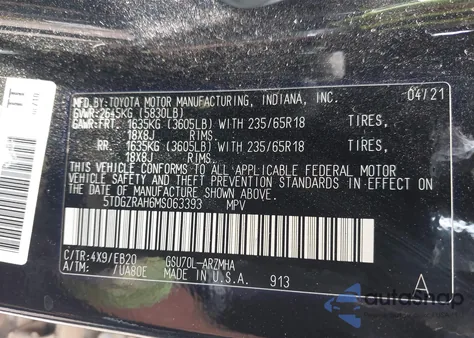 MFD. BY: TOYOTA MOTOR MANUFACTURING, INDIANA, INC. 04/21
GVWR: 2645KG (5830LB)
GAWR: FRT. 1635KG (3605LB) WITH 235/65R18 TIRES,
18X8J RIMS,
RR. 1635KG (3605LB) WITH 235/65R18 TIRES,
18X8J RIMS,
THIS VEHICLE CONFORMS TO ALL APPLICABLE FEDERAL MOTOR
VEHICLE SAFETY AND THEFT PREVENTION STANDARDS IN EFFECT
ON THE DATE OF MANUFACTURE SHOWN ABOVE.
5TDGZRAH6MS063393 MPV
C/TR: 4X9/EB20 GSU70L-ARZMHA
A/TM: /UA80E MADE IN U.S.A. 913 A
autoshop